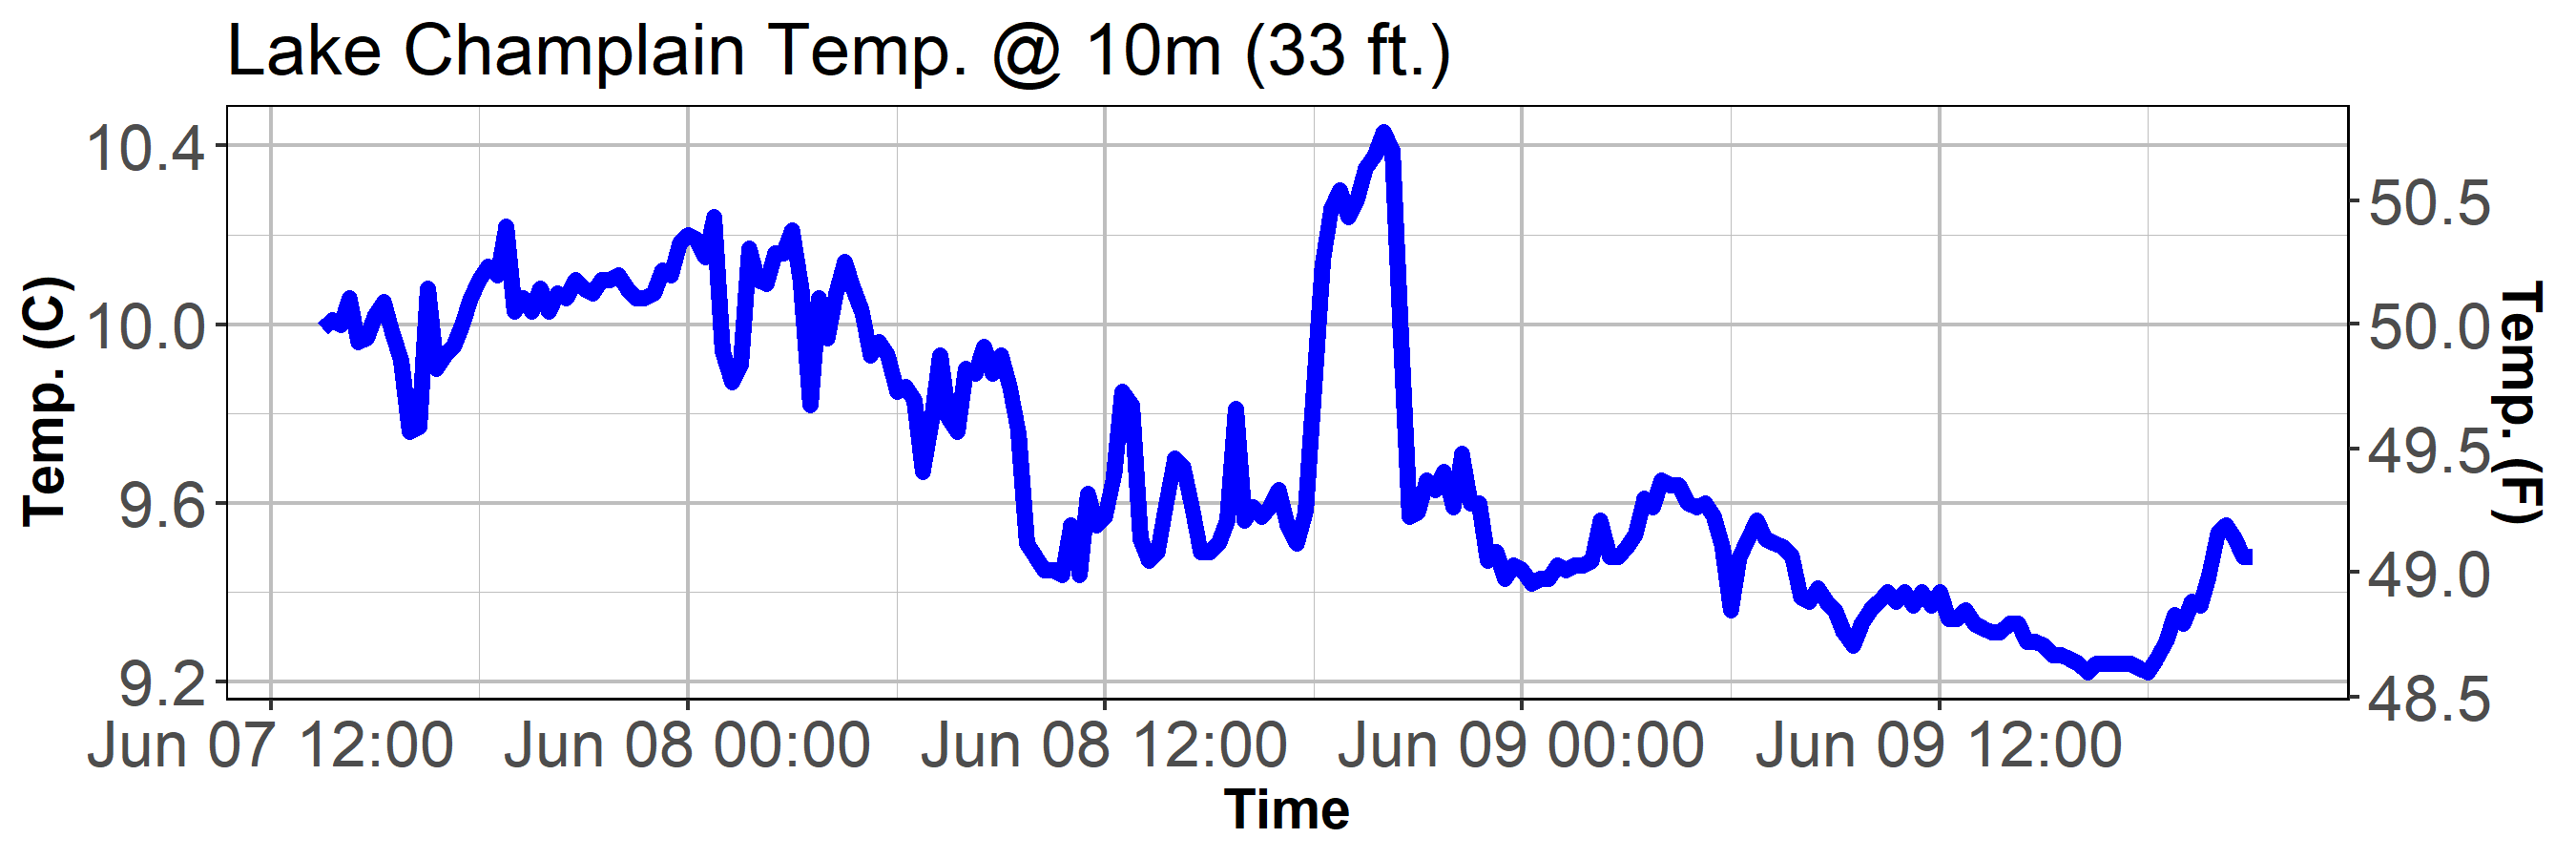 Lake Champlain Temp. @ 10m (33 ft.)
10.4
10.0
9.6
9.2
Temp. (C)
50.5
50.0
49.5
49.0
48.5
Temp. (F)
Jun 07 12:00
Jun 08 00:00
Jun 08 12:00
Jun 09 00:00
Jun 09 12:00
Time